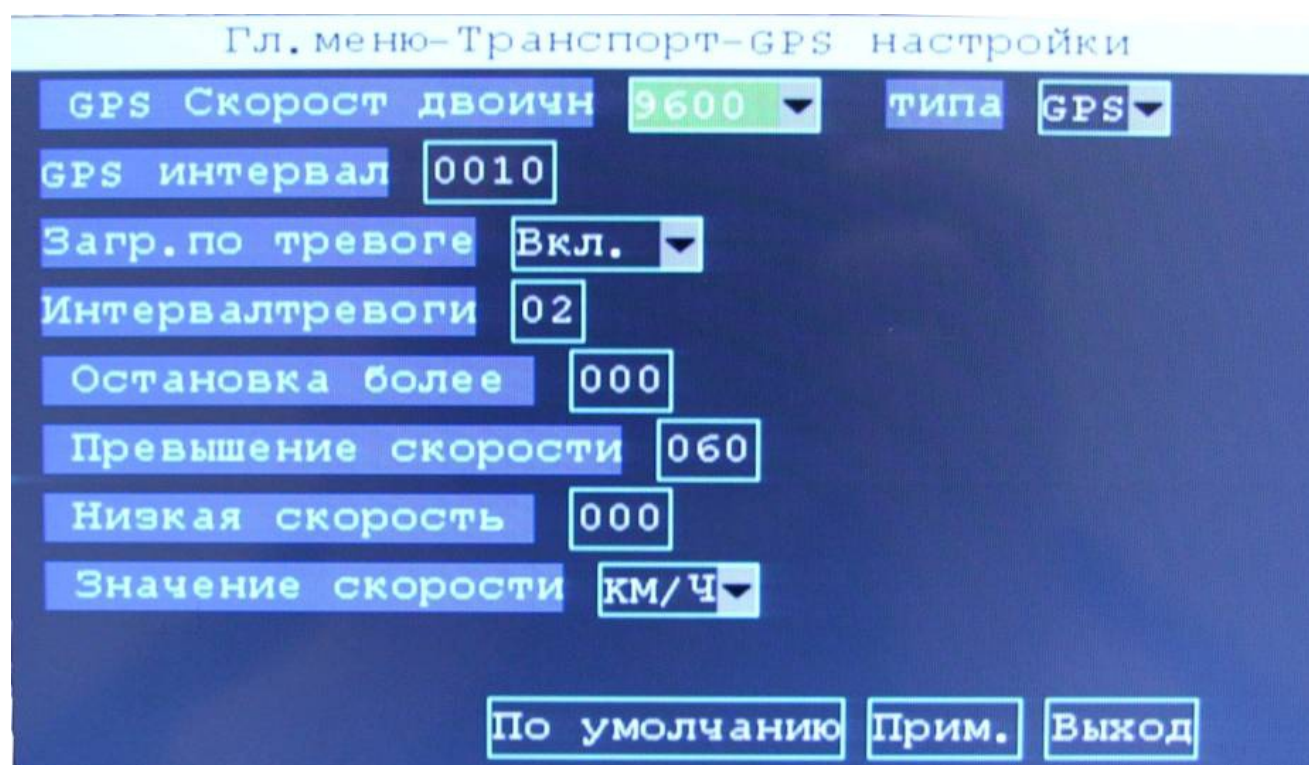 Гл.меню-Транспорт-GPS настройки
GPS Скорост двоичн 9600 типа GPS
GPS интервал 0010
Загр.по тревоге Вкл.
Интервалтревоги 02
Остановка более 000
Превышение скорости 060
Низкая скорость 000
Значение скорости КМ/Ч
По умолчанию Прим. Выход